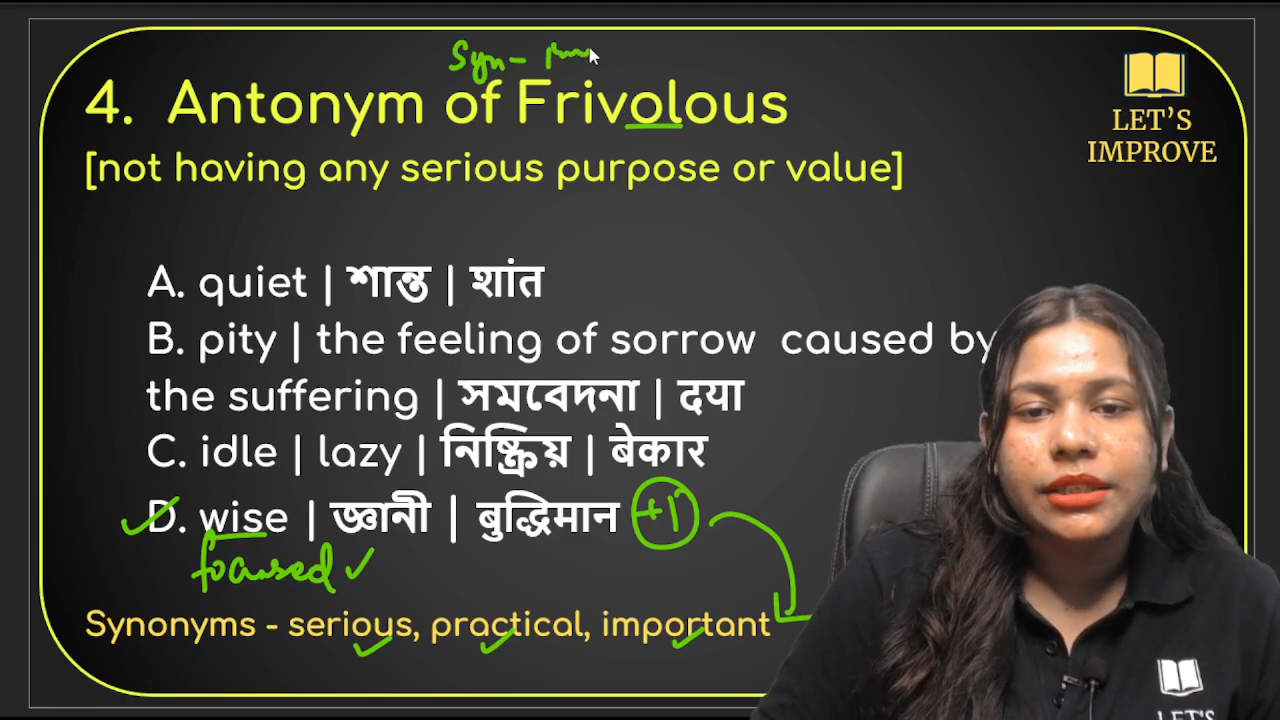 Syn-
4. Antonym of Frivolous
[not having any serious purpose or value]
LET'S
IMPROVE
A. quiet | শান্ত | शांत
B. pity | the feeling of sorrow caused by
the suffering | সমবেদনা | दया
C. idle | lazy | নিষ্ক্রিয় | बेकार
D. wise | জ্ঞানী | बुद्धिमान +1
focused
Synonyms - serious, practical, important
LET'S